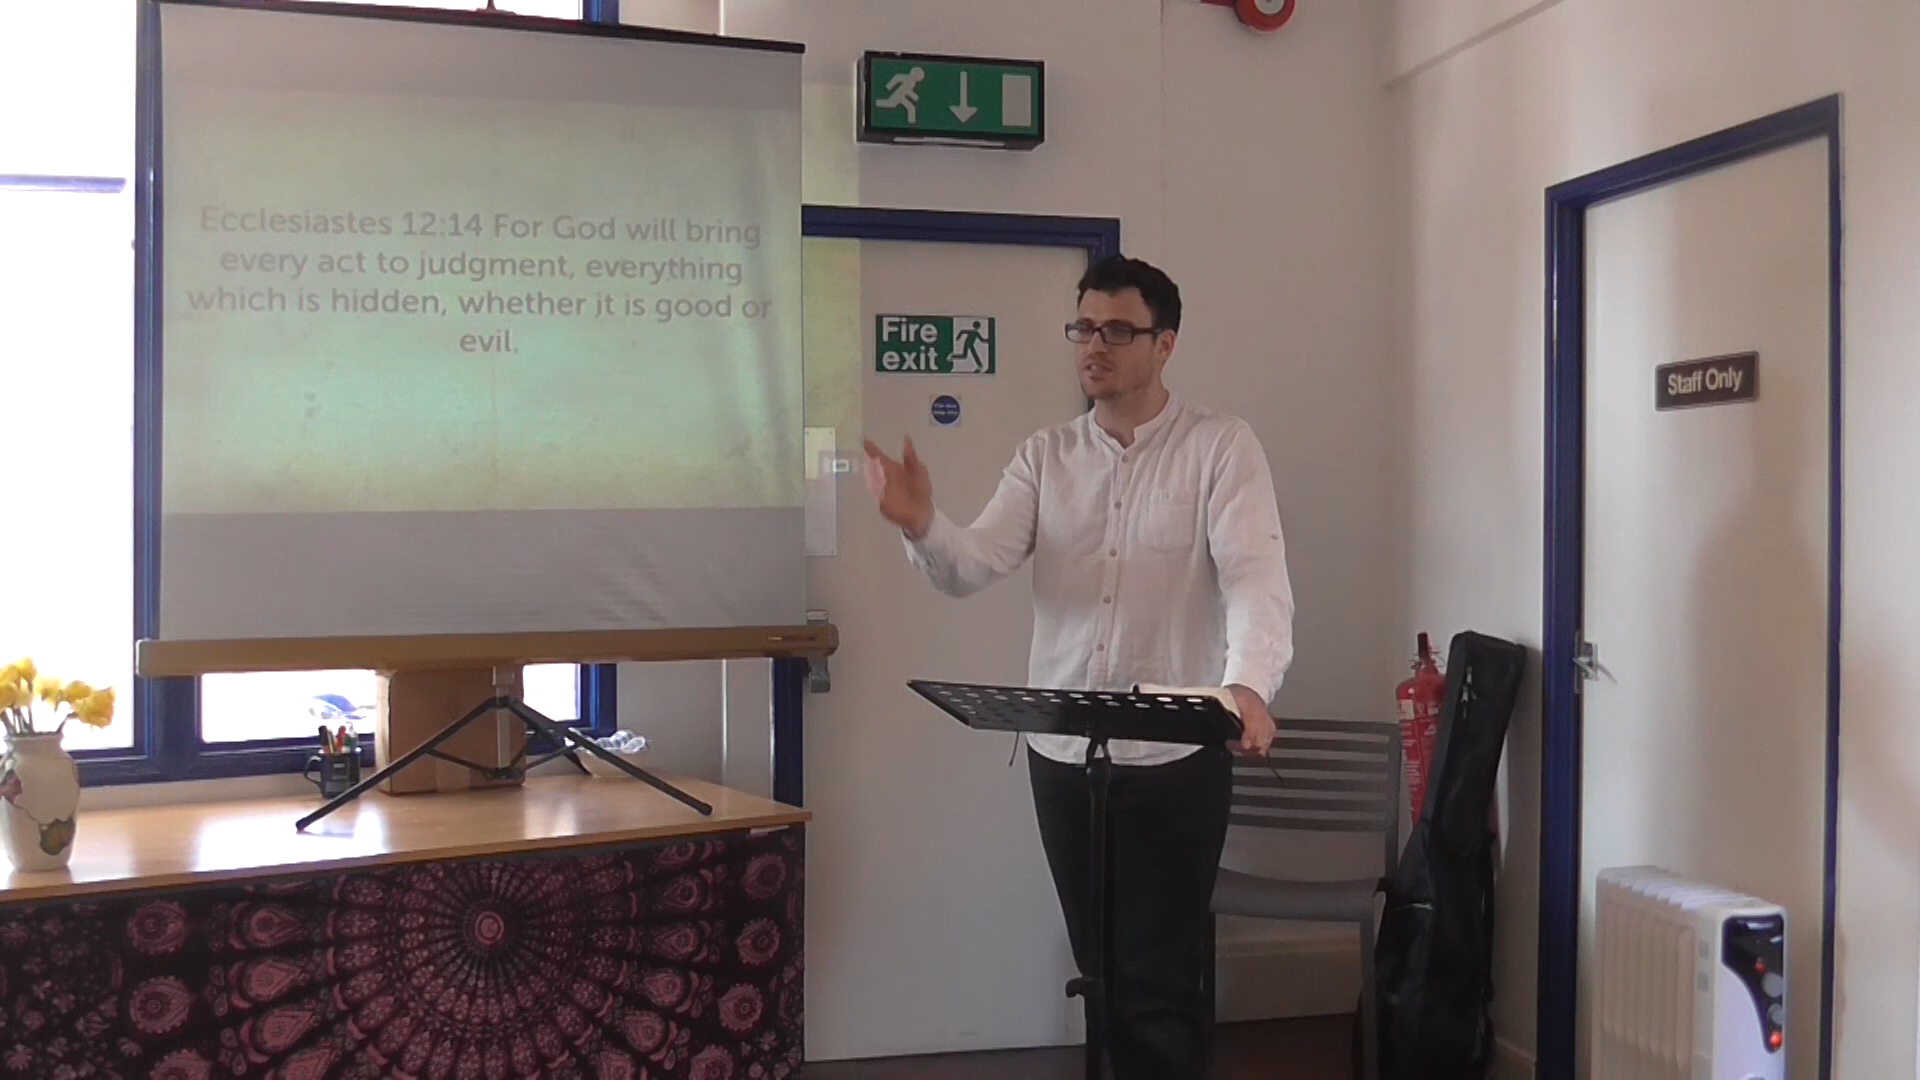 Ecclesiastes 12:14 For God will bring
every act to judgment, everything
which is hidden, whether it is good or
evil.
Fire
exit
Staff Only